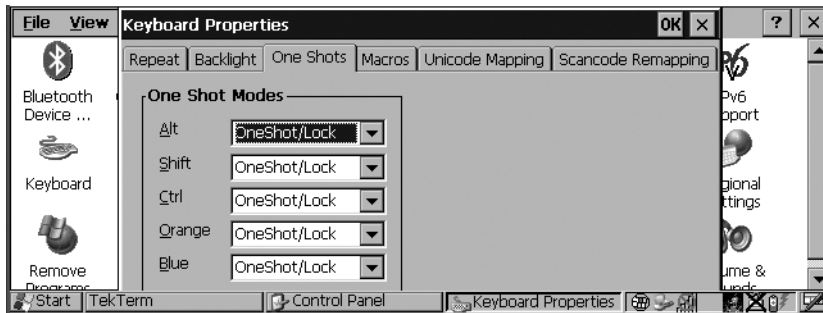 File View
Keyboard Properties
OK
?
Repeat
Backlight
One Shots
Macros
Unicode Mapping
Scancode Remapping
Bluetooth
Device ...
Keyboard
Remove
Programs
One Shot Modes
Alt
OneShot/Lock
Shift
OneShot/Lock
Ctrl
OneShot/Lock
Orange
OneShot/Lock
Blue
OneShot/Lock
Start
TekTerm
Control Panel
Keyboard Properties